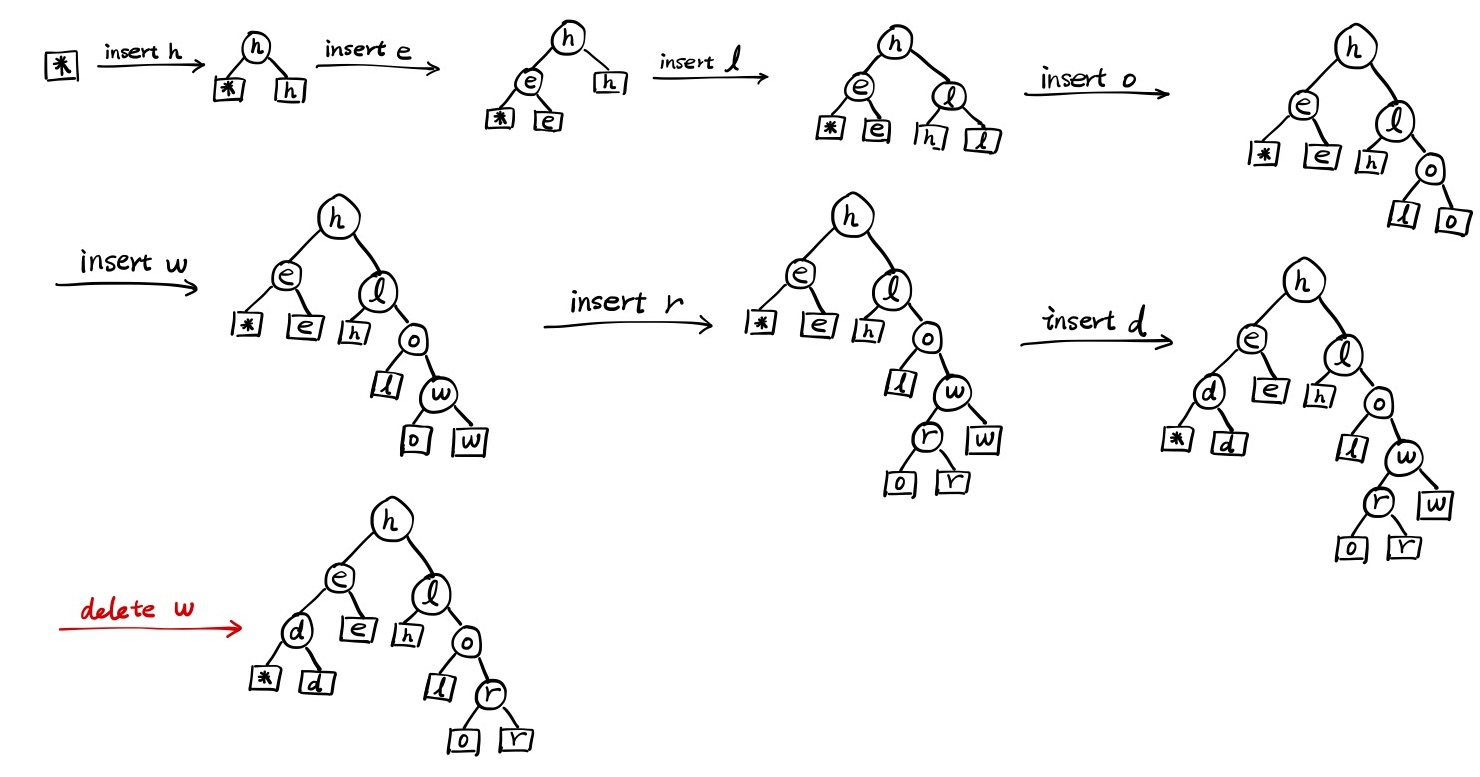 * insert h h insert e h insert l h insert o h
* h e h e l e l
* e * e h l * e h o
l o
insert w h insert r h insert d h
e l e l e l
* e h o * e h o d e h o
l w l w * d l w
o w r w r w
o r o r
delete w h
e l
d e h o
* d l r
o r